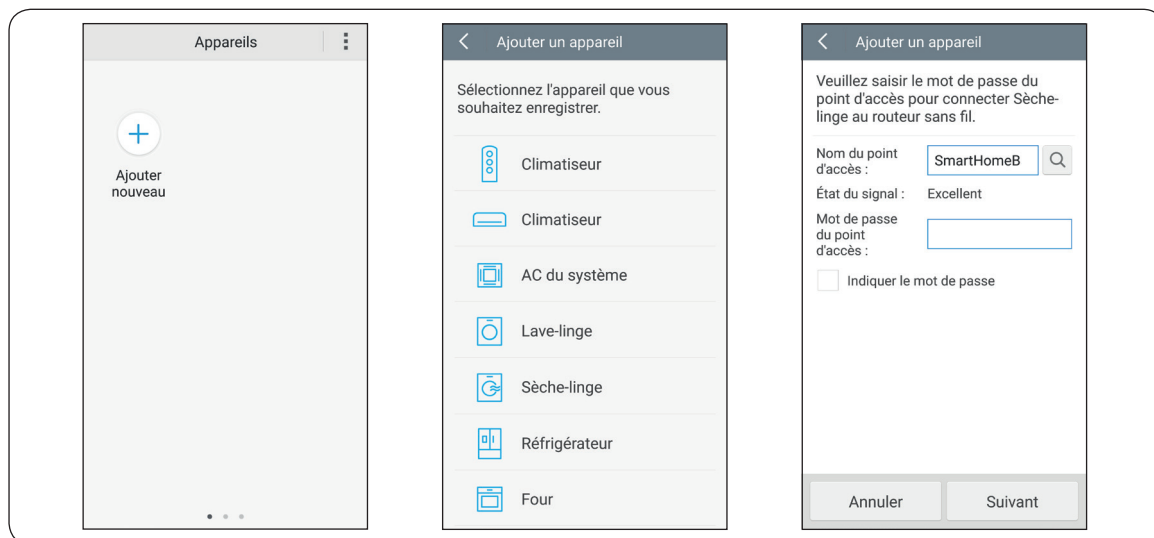 Appareils
Ajouter
nouveau
Ajouter un appareil
Sélectionnez l'appareil que vous
souhaitez enregistrer.
Climatiseur
Climatiseur
AC du système
Lave-linge
Sèche-linge
Réfrigérateur
Four
Ajouter un appareil
Veuillez saisir le mot de passe du
point d'accès pour connecter Sèche-
linge au routeur sans fil.
Nom du point
d'accès :
SmartHomeB
État du signal :
Excellent
Mot de passe
du point
d'accès :
Indiquer le mot de passe
Annuler
Suivant